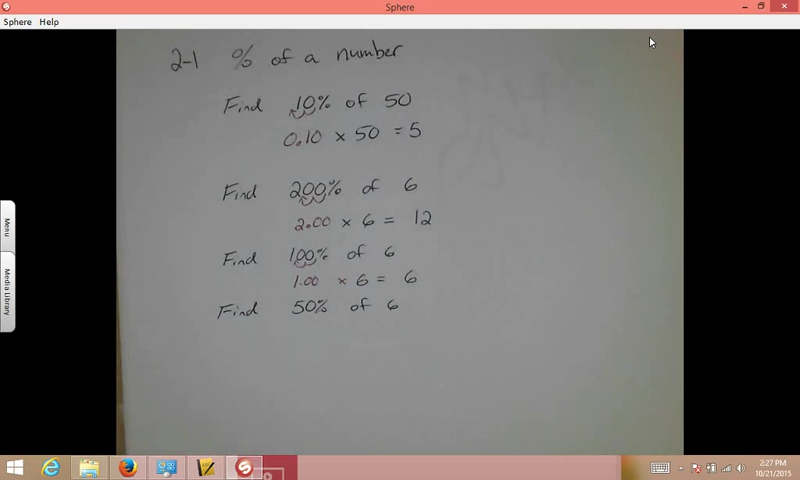 Sphere
Sphere Help
2-1 % of a number
Find 10% of 50
0.10 x 50 = 5
Find 200% of 6
2.00 x 6 = 12
Find 100% of 6
1.00 x 6 = 6
Find 50% of 6
Menu
Media Library
2:27 PM
10/21/2015